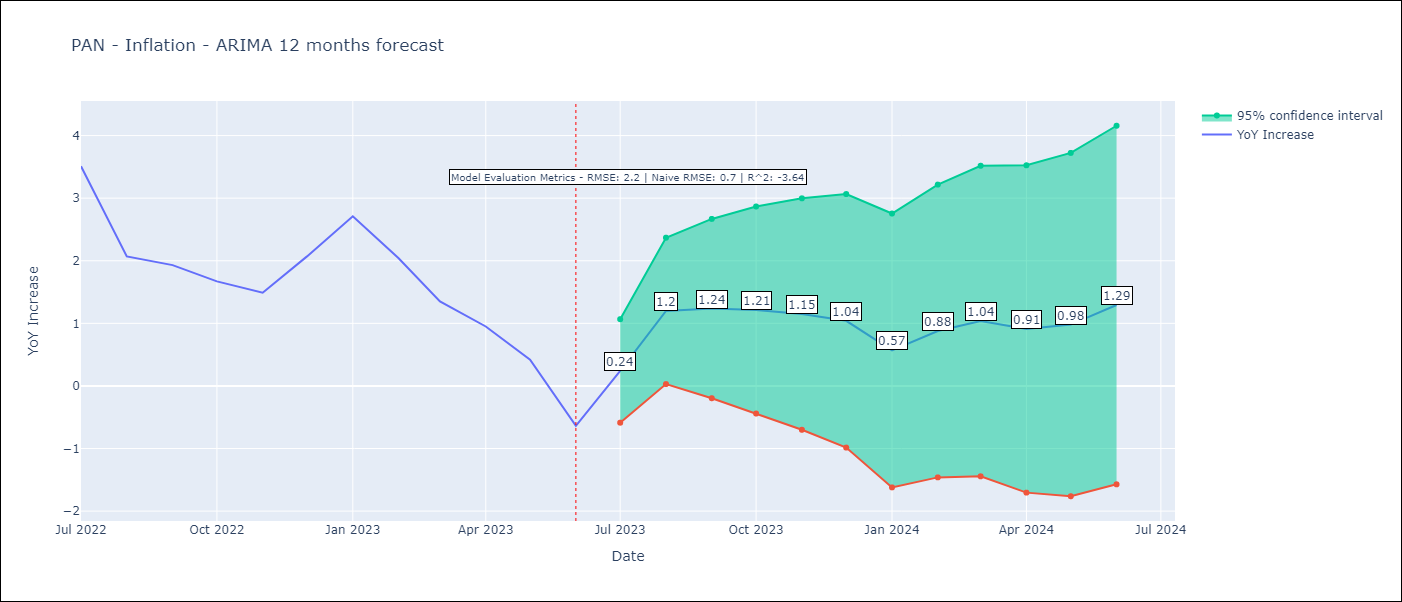 PAN - Inflation - ARIMA 12 months forecast
95% confidence interval
YoY Increase
Model Evaluation Metrics - RMSE: 2.2 | Naive RMSE: 0.7 | R^2: -3.64
YoY Increase
4
3
2
1
0
−1
−2
0.24
1.2
1.24
1.21
1.15
1.04
0.57
0.88
1.04
0.91
0.98
1.29
Jul 2022
Oct 2022
Jan 2023
Apr 2023
Jul 2023
Oct 2023
Jan 2024
Apr 2024
Jul 2024
Date